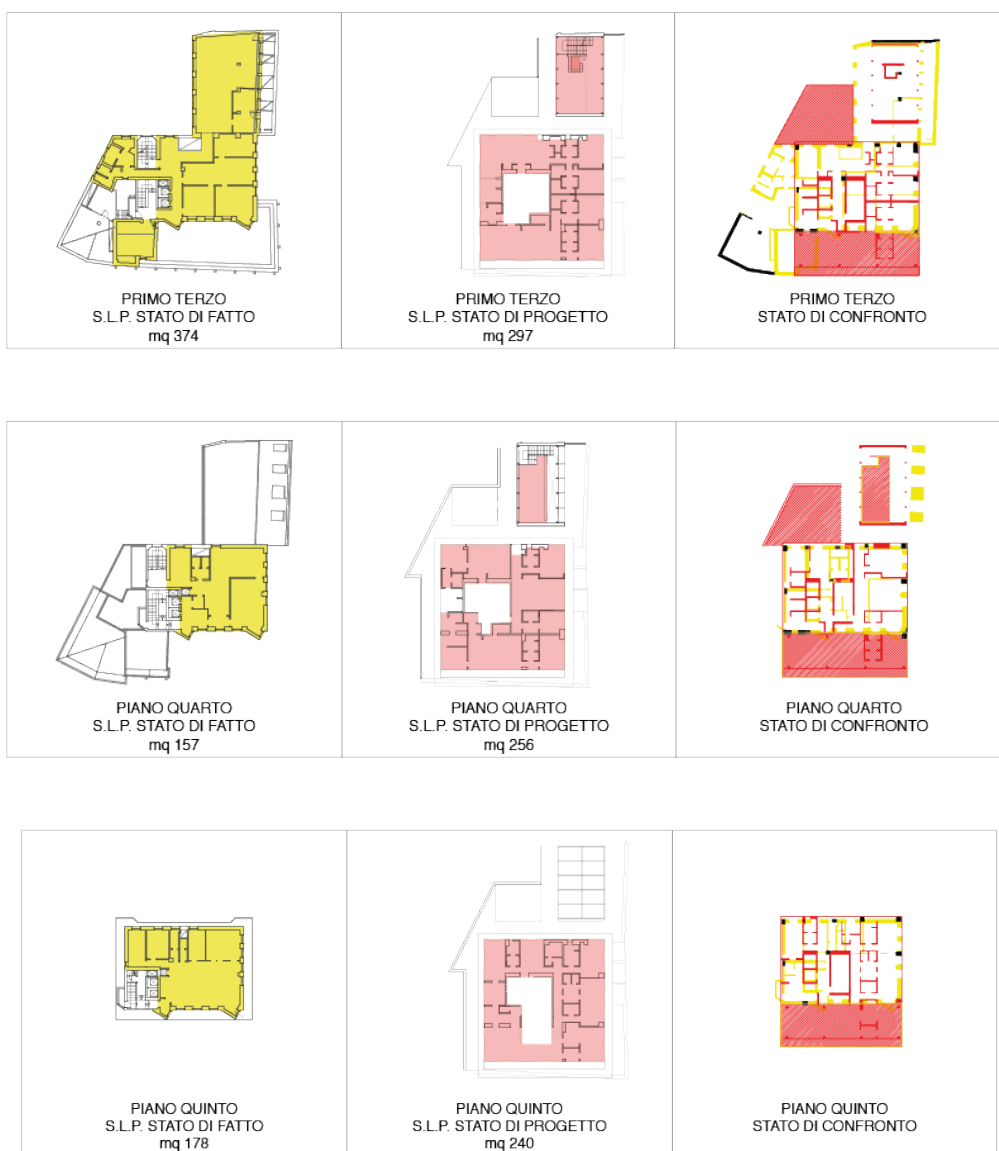 PRIMO TERZO
S.L.P. STATO DI FATTO
mq 374
PRIMO TERZO
S.L.P. STATO DI PROGETTO
mq 297
PRIMO TERZO
STATO DI CONFRONTO
PIANO QUARTO
S.L.P. STATO DI FATTO
mq 157
PIANO QUARTO
S.L.P. STATO DI PROGETTO
mq 256
PIANO QUARTO
STATO DI CONFRONTO
PIANO QUINTO
S.L.P. STATO DI FATTO
mq 178
PIANO QUINTO
S.L.P. STATO DI PROGETTO
mq 240
PIANO QUINTO
STATO DI CONFRONTO